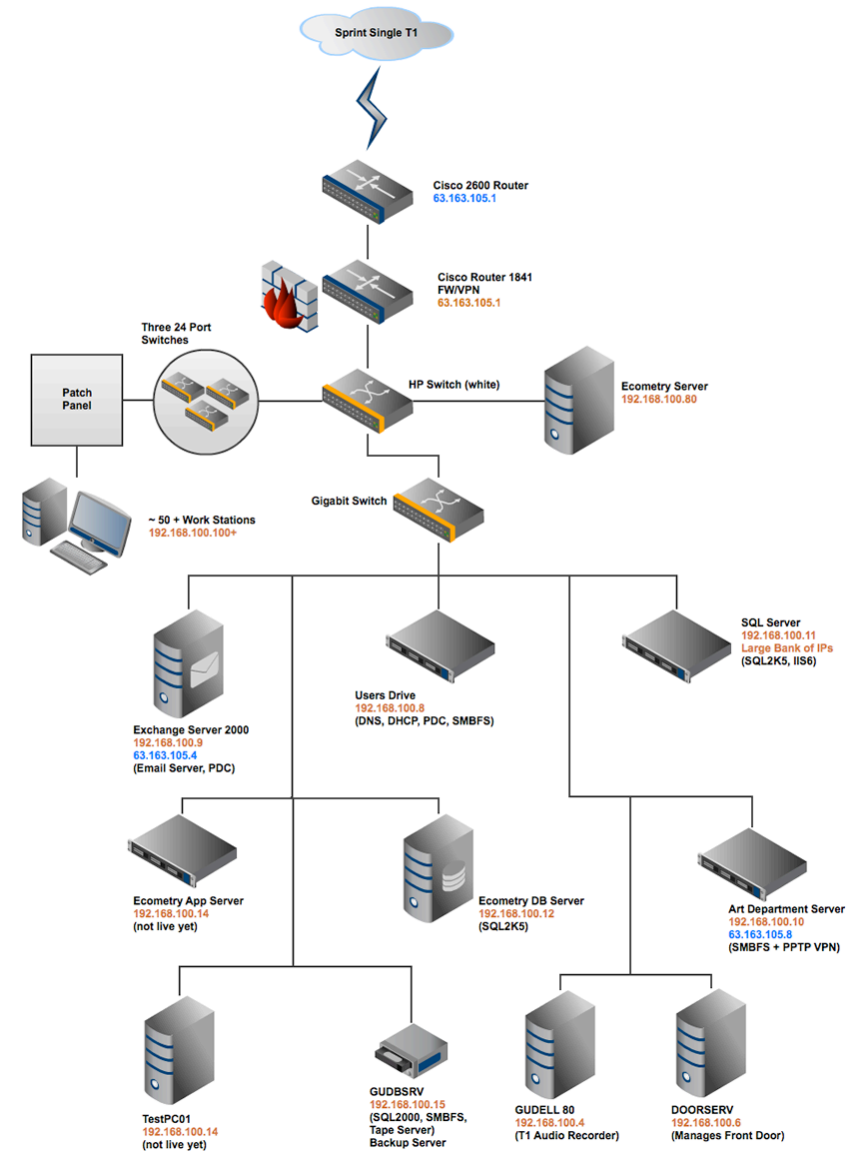 Sprint Single T1
Cisco 2600 Router
63.163.105.1
Cisco Router 1841
FW/VPN
63.163.105.1
Three 24 Port
Switches
Patch
Panel
HP Switch (white)
Ecometry Server
192.168.100.80
Gigabit Switch
~ 50 + Work Stations
192.168.100.100+
SQL Server
192.168.100.11
Large Bank of IPs
(SQL2K5, IIS6)
Users Drive
192.168.100.8
(DNS, DHCP, PDC, SMBFS)
Exchange Server 2000
192.168.100.9
63.163.105.4
(Email Server, PDC)
Ecometry App Server
192.168.100.14
(not live yet)
Ecometry DB Server
192.168.100.12
(SQL2K5)
Art Department Server
192.168.100.10
63.163.105.8
(SMBFS + PPTP VPN)
TestPC01
192.168.100.14
(not live yet)
GUDBSRV
192.168.100.15
(SQL2000, SMBFS,
Tape Server)
Backup Server
GUDELL 80
192.168.100.4
(T1 Audio Recorder)
DOORSERV
192.168.100.6
(Manages Front Door)